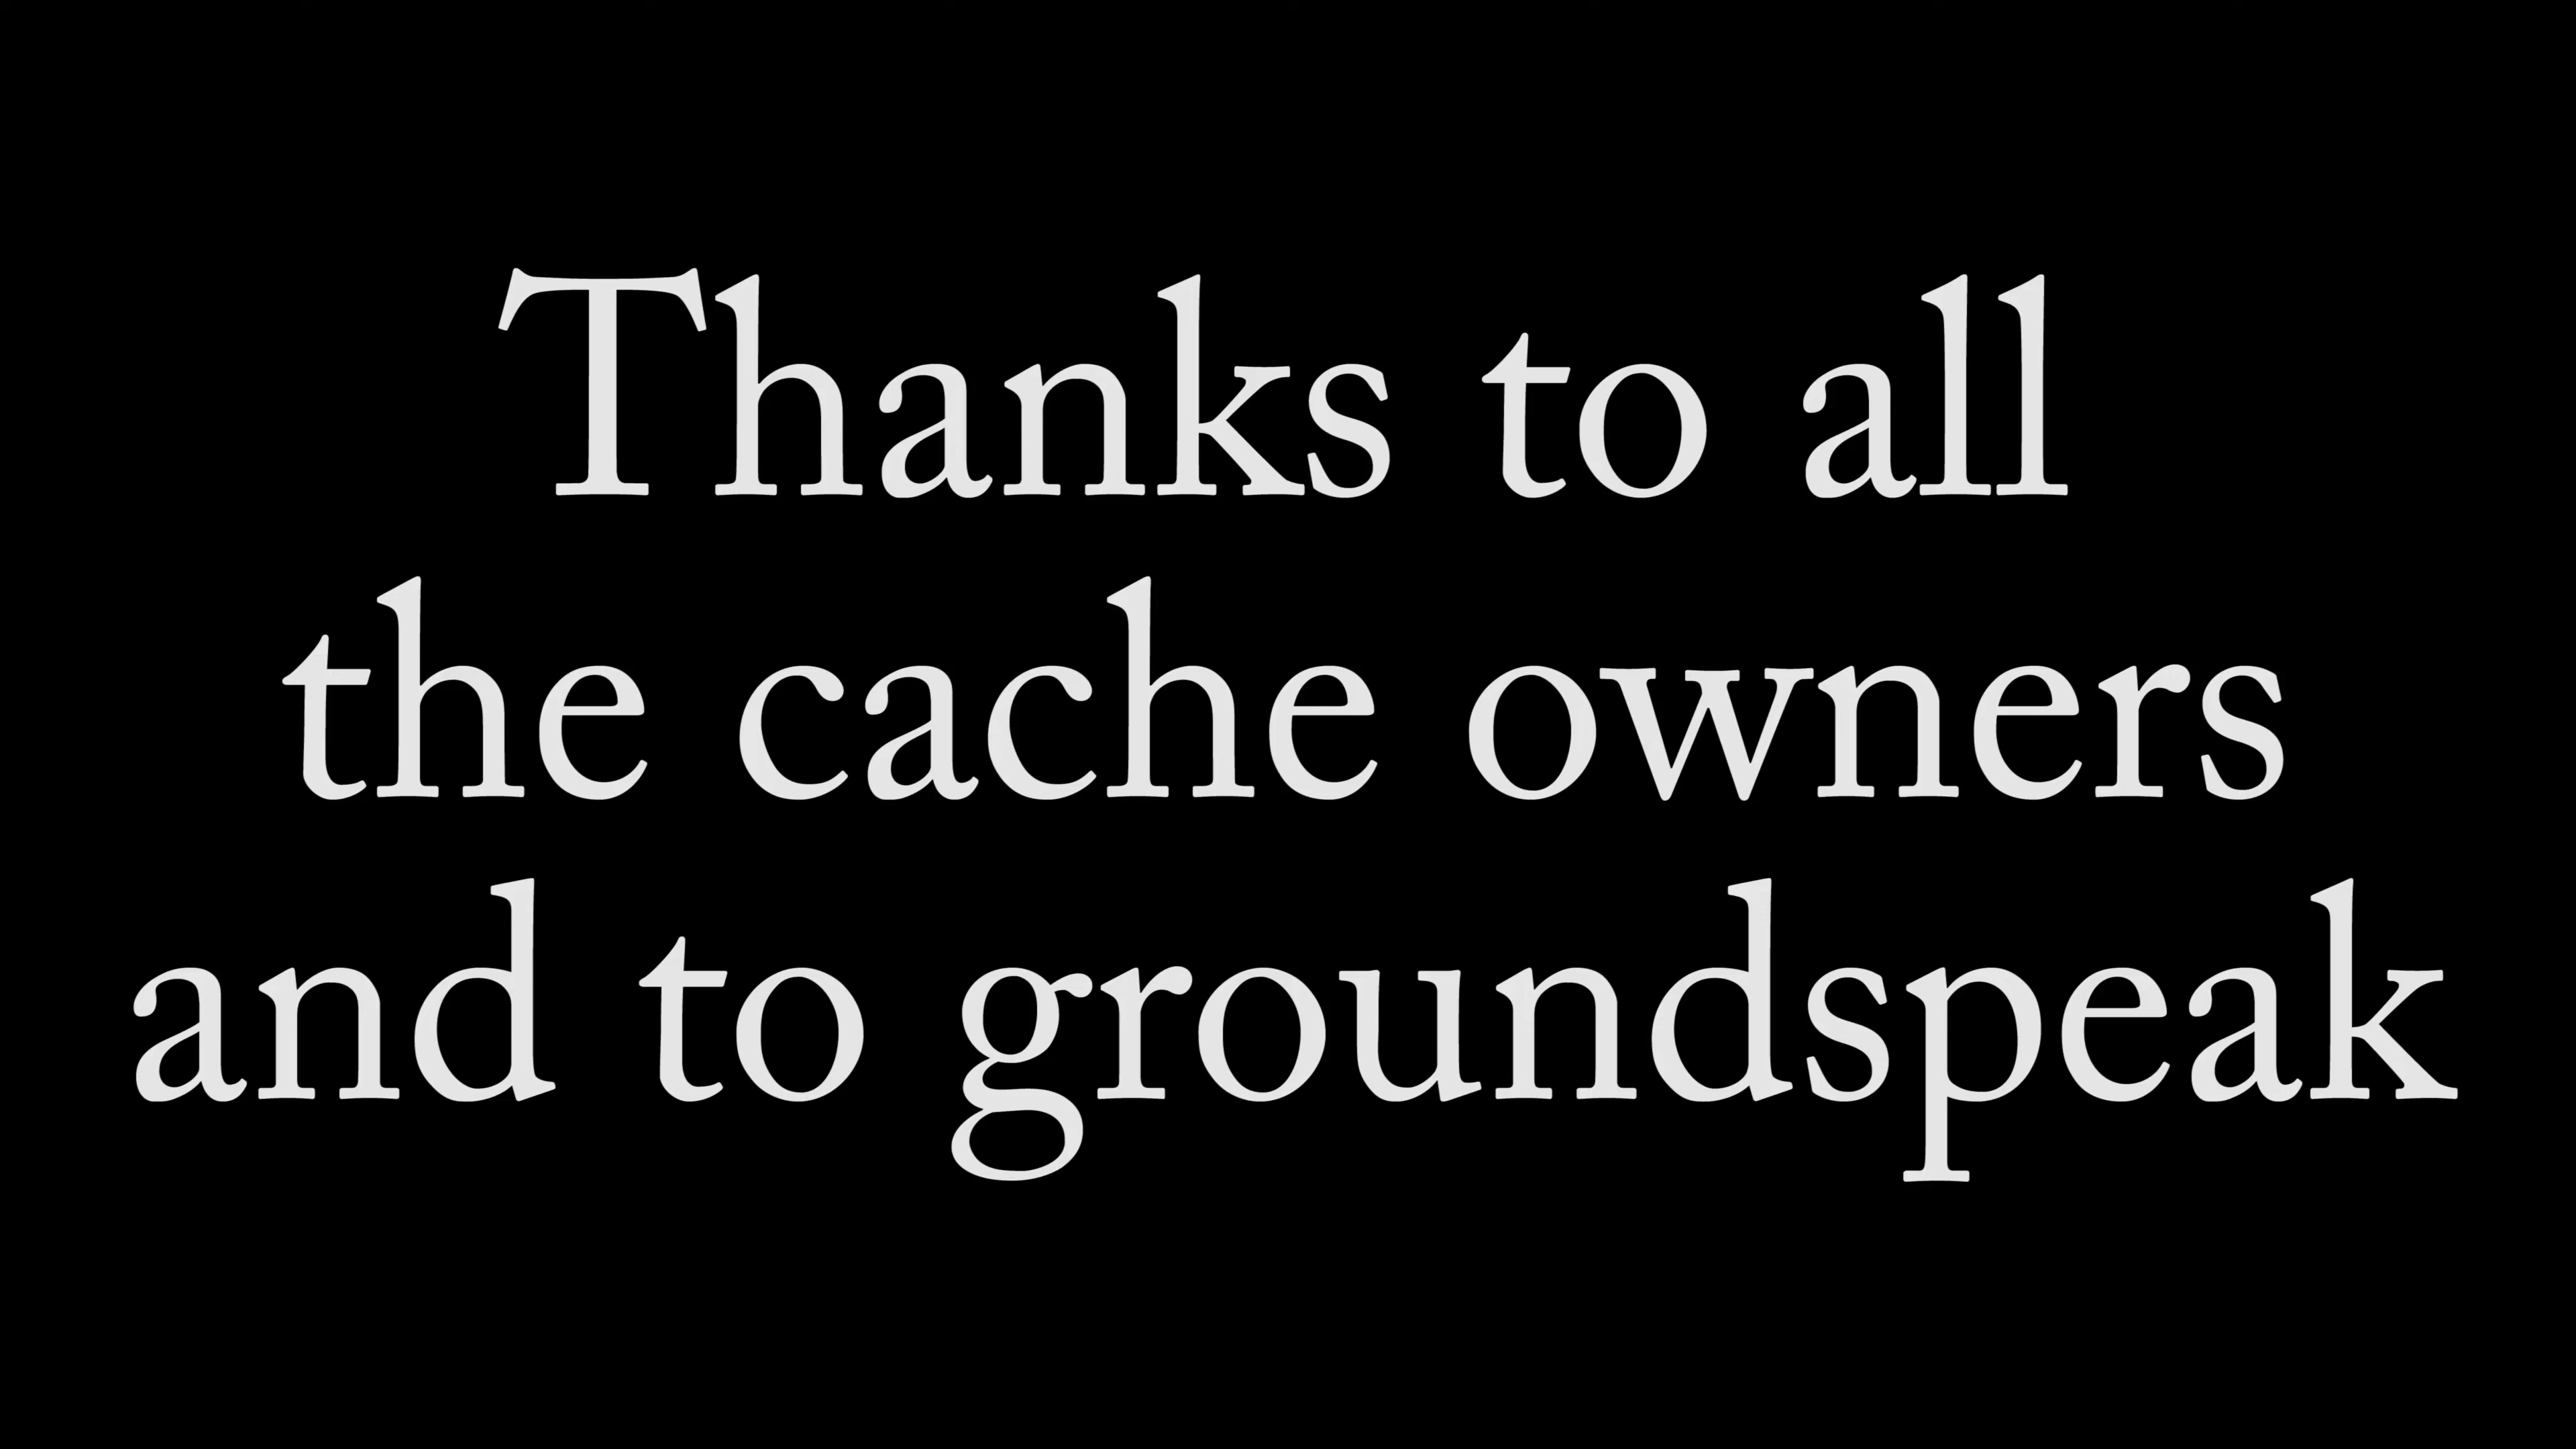 Thanks to all
the cache owners
and to groundspeak